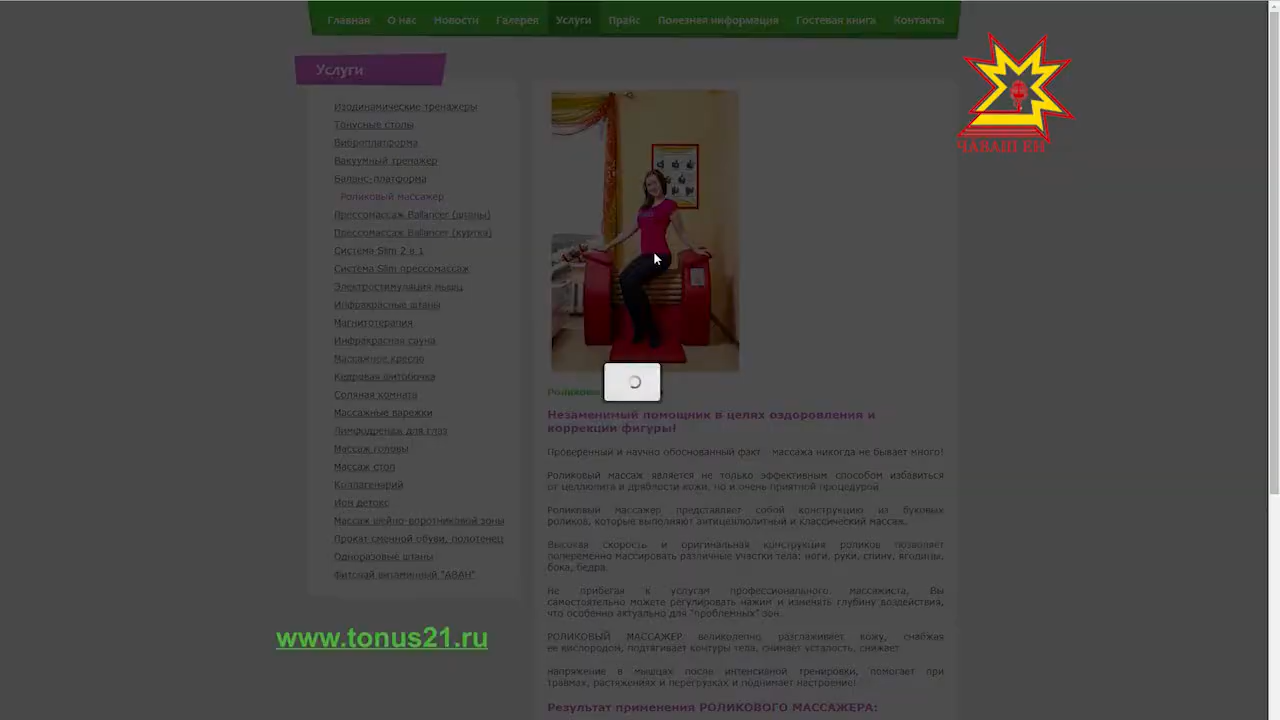 Главная О нас Новости Галерея Услуги Прайс Полезная информация Гостевая книга Контакты
ЧĂВАШ ЕН
Услуги
Изодинамические тренажеры
Тонусные столы
Виброплатформа
Вакуумный тренажер
Баланс-платформа
Роликовый массажер
Прессомассаж Ballancer (штаны)
Прессомассаж Ballancer (куртка)
Система Slim 2 в 1
Система Slim прессомассаж
Электростимуляция мышц
Инфракрасные штаны
Магнитотерапия
Инфракрасная сауна
Массажное кресло
Кедровая фитобочка
Соляная комната
Массажные варежки
Лимфодренаж для глаз
Массаж головы
Массаж стоп
Коллагенарий
Ион детокс
Массаж шейно-воротниковой зоны
Прокат сменной обуви, полотенец
Одноразовые штаны
Фиточай витаминный "АВАН"
www.tonus21.ru
Незаменимый помощник в целях оздоровления и
коррекции фигуры!
Проверенный и научно обоснованный факт - массажа никогда не бывает много!
Роликовый массаж является не только эффективным способом избавиться
от целлюлита и дряблости кожи, но и очень приятной процедурой
Роликовый массажер представляет собой конструкцию из буковых
роликов, которые выполняют антицеллюлитный и классический массаж.
Высокая скорость и оригинальная конструкция роликов позволяет
попеременно массировать различные участки тела: ноги, руки, спину, ягодицы,
бока, бедра.
Не прибегая к услугам профессионального массажиста, Вы
самостоятельно можете регулировать нажим и изменять глубину воздействия,
что особенно актуально для "проблемных" зон.
РОЛИКОВЫЙ МАССАЖЕР великолепно разглаживает кожу, снабжая
ее кислородом, подтягивает контуры тела, снимает усталость, снижает
напряжение в мышцах после интенсивной тренировки, помогает при
травмах, растяжениях и перегрузках и поднимает настроение!
Результат применения РОЛИКОВОГО МАССАЖЕРА: